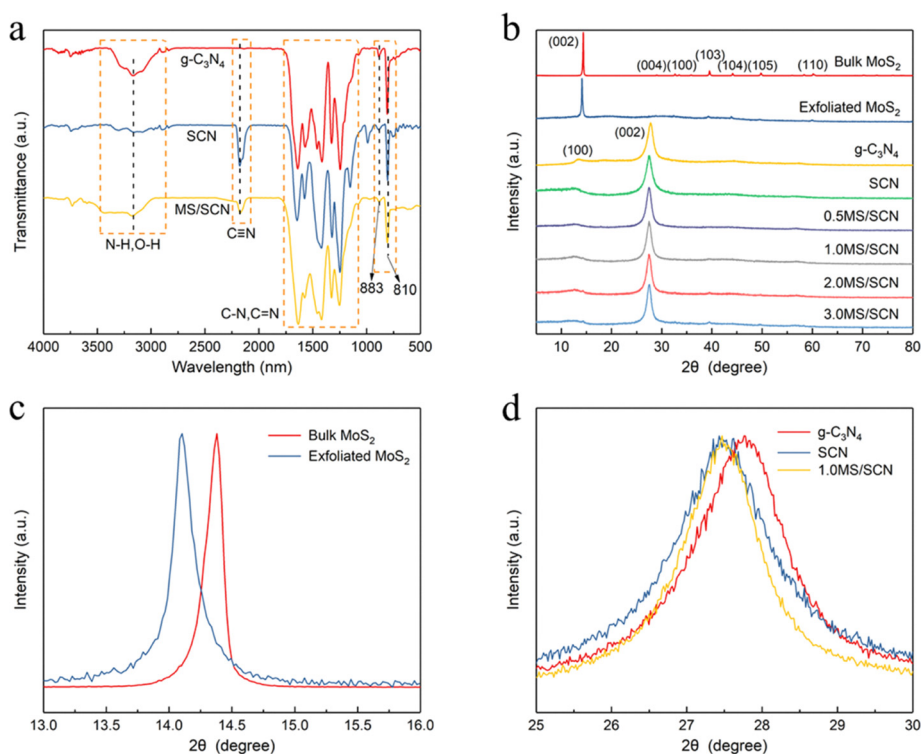 a
g-C₃N₄
SCN
MS/SCN
N-H,O-H
C≡N
C-N,C=N
883
810
Transmittance (a.u.)
4000 3500 3000 2500 2000 1500 1000 500
Wavelength (nm)
b
(002)
(004)(100)
(103)
(104)
(105)
(110)
Bulk MoS₂
Exfoliated MoS₂
(100)
(002)
g-C₃N₄
SCN
0.5MS/SCN
1.0MS/SCN
2.0MS/SCN
3.0MS/SCN
Intensity (a.u.)
10 20 30 40 50 60 70 80
2θ (degree)
c
Bulk MoS₂
Exfoliated MoS₂
Intensity (a.u.)
13.0 13.5 14.0 14.5 15.0 15.5 16.0
2θ (degree)
d
g-C₃N₄
SCN
1.0MS/SCN
Intensity (a.u.)
25 26 27 28 29 30
2θ (degree)